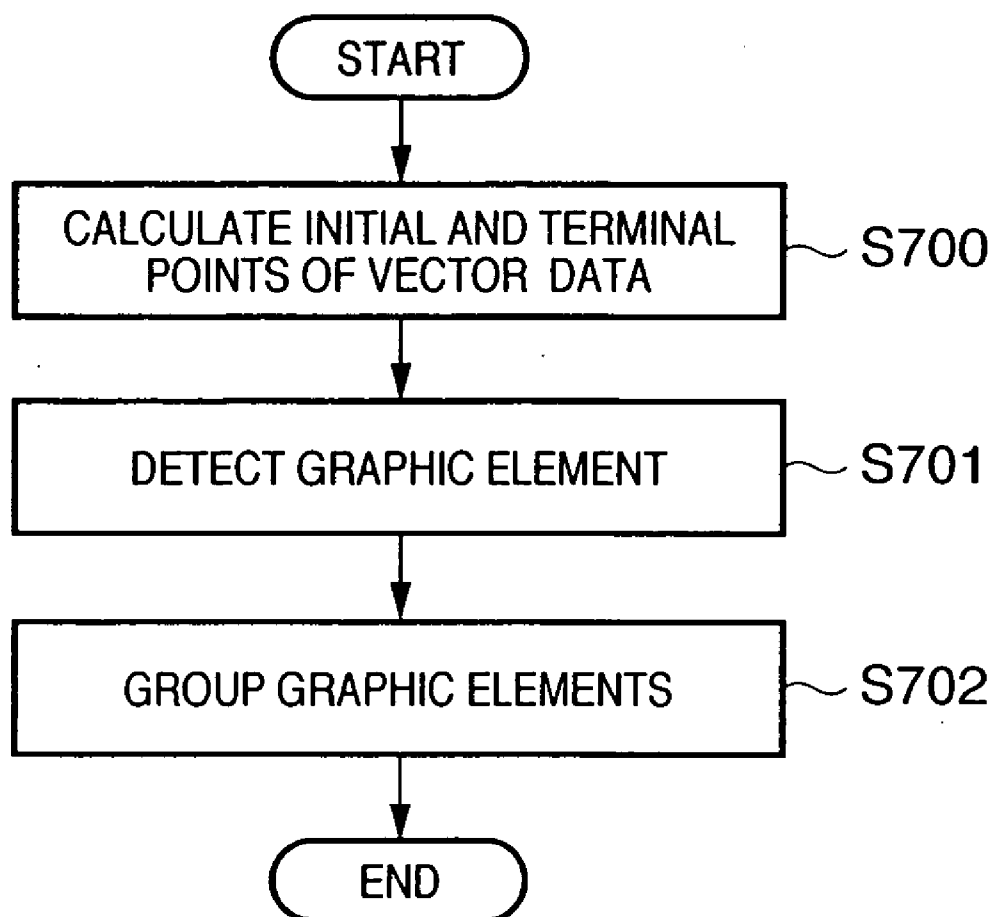 START
CALCULATE INITIAL AND TERMINAL
POINTS OF VECTOR DATA
S700
DETECT GRAPHIC ELEMENT
S701
GROUP GRAPHIC ELEMENTS
S702
END